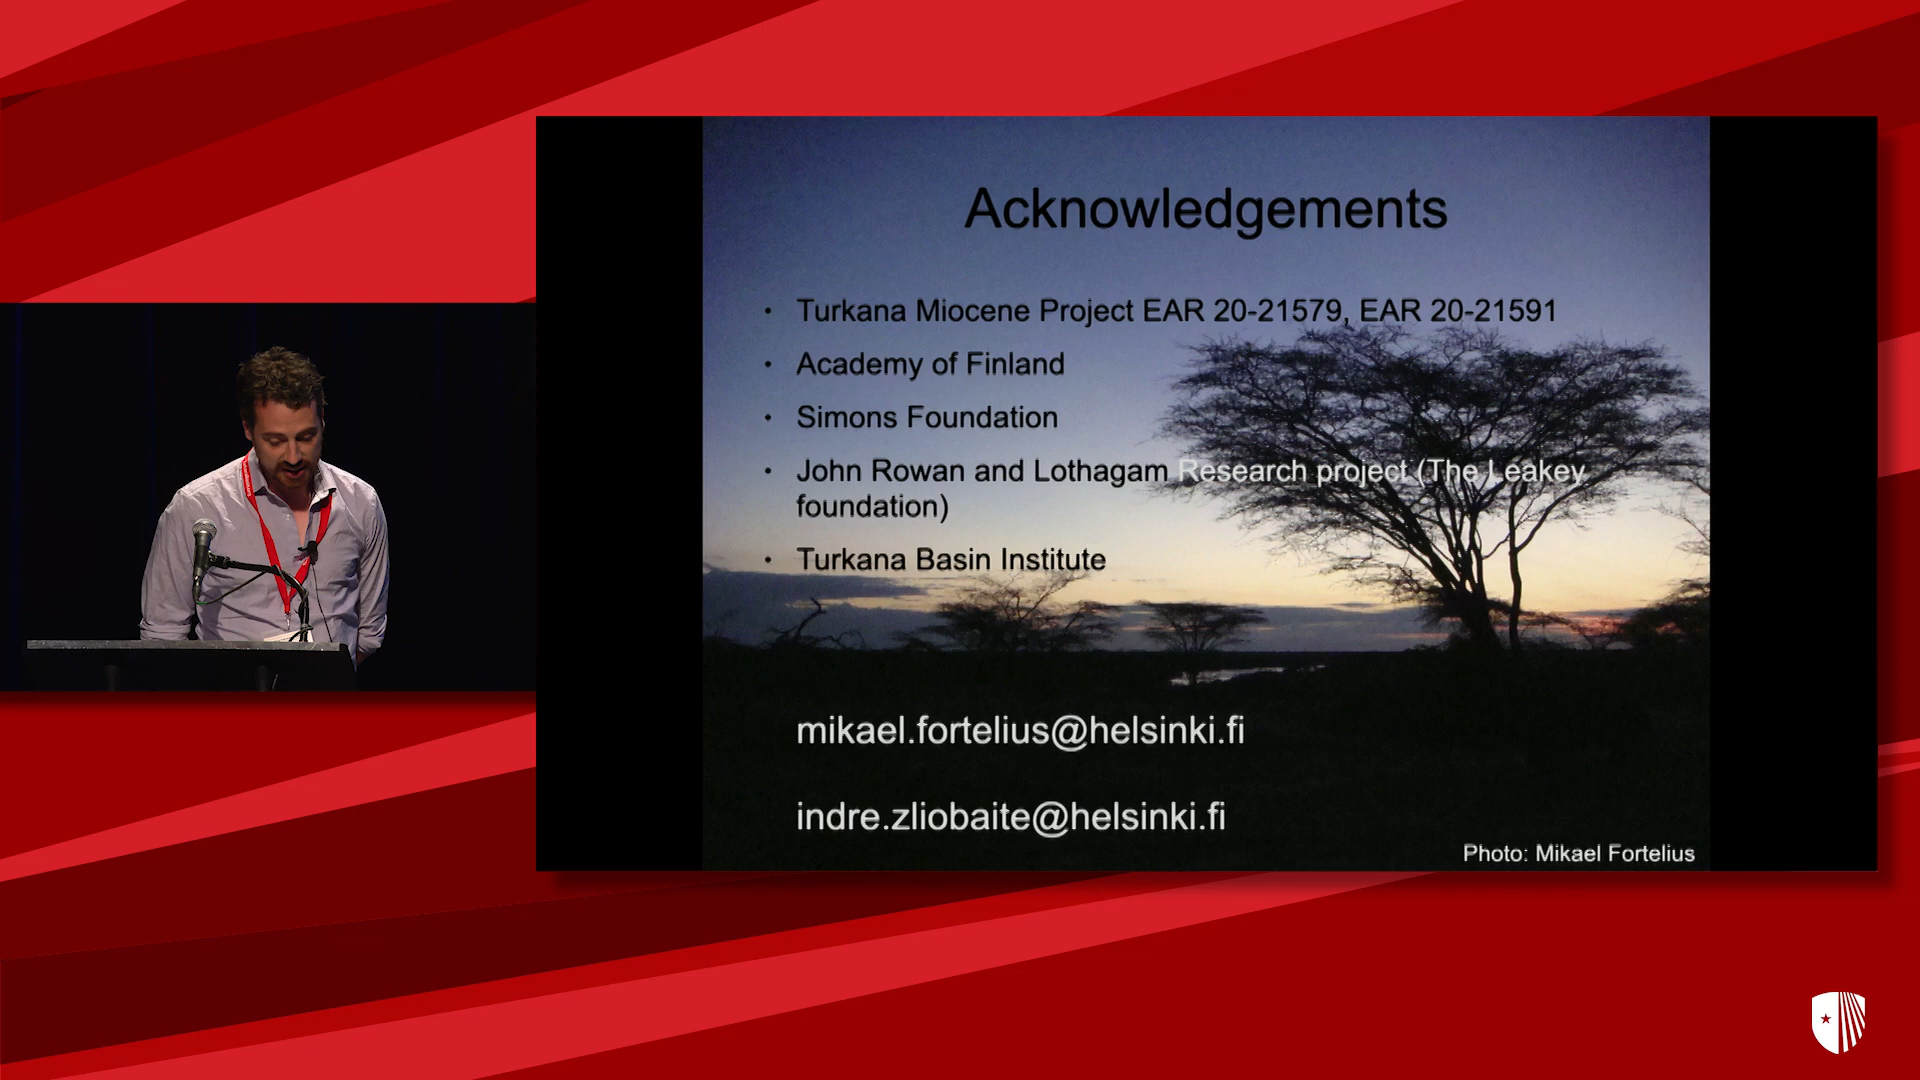 Acknowledgements
• Turkana Miocene Project EAR 20-21579, EAR 20-21591
• Academy of Finland
• Simons Foundation
• John Rowan and Lothagam Research project (The Leakey
foundation)
• Turkana Basin Institute
mikael.fortelius@helsinki.fi
indre.zliobaite@helsinki.fi
Photo: Mikael Fortelius